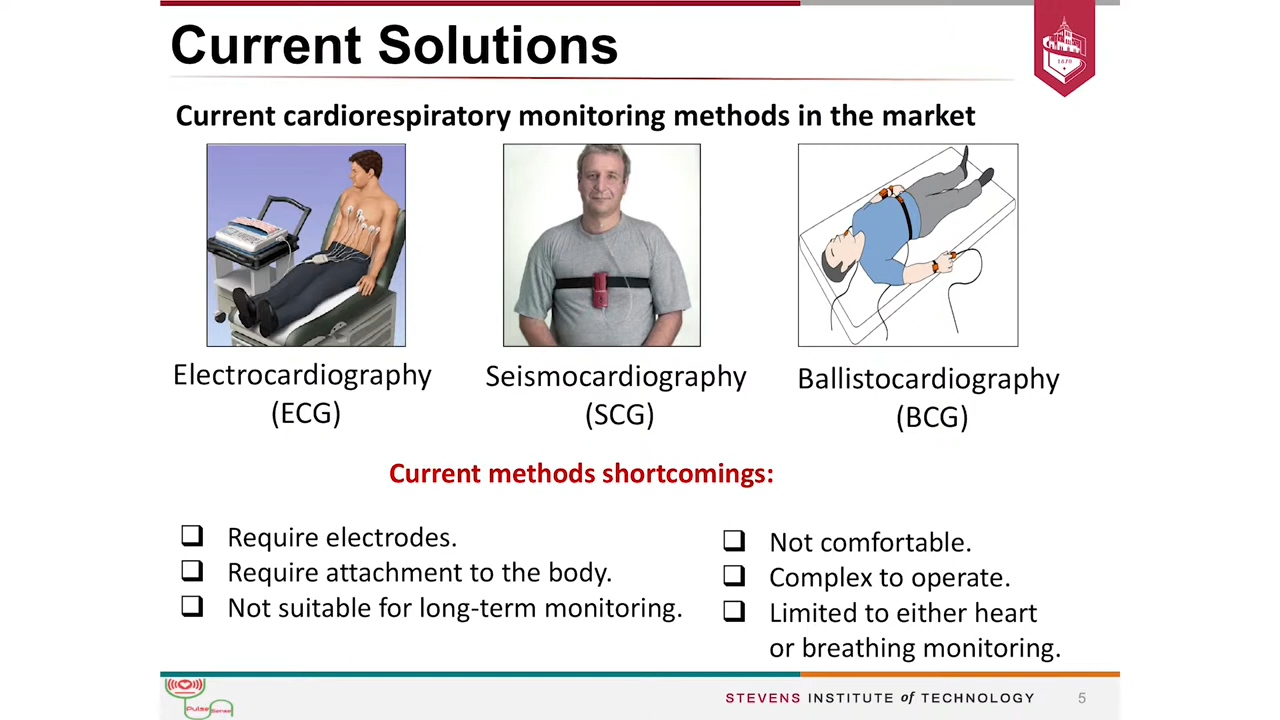 Current Solutions
1870
Current cardiorespiratory monitoring methods in the market
Electrocardiography
(ECG)
Seismocardiography
(SCG)
Ballistocardiography
(BCG)
Current methods shortcomings:
❑ Require electrodes.
❑ Require attachment to the body.
❑ Not suitable for long-term monitoring.
❑ Not comfortable.
❑ Complex to operate.
❑ Limited to either heart
or breathing monitoring.
PulseSense
STEVENS INSTITUTE of TECHNOLOGY 5